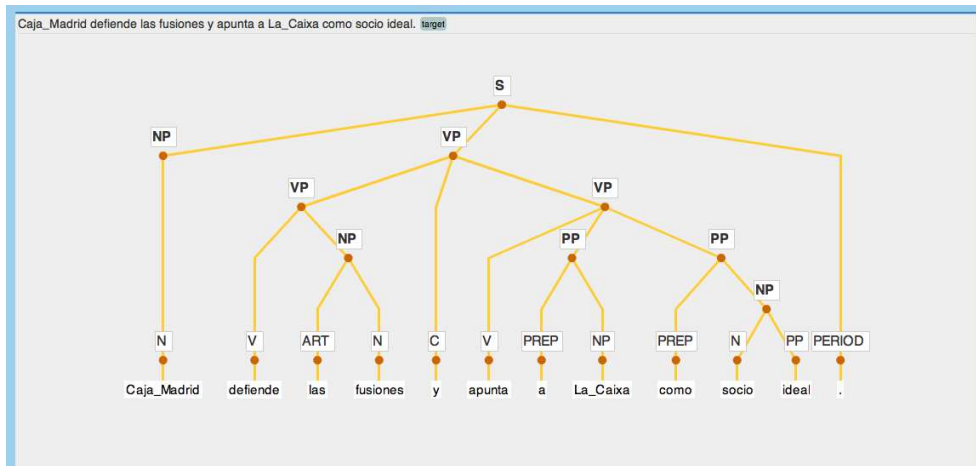 Caja_Madrid defiende las fusiones y apunta a La_Caixa como socio ideal. target
S
NP VP
VP VP
NP PP PP
NP
N V ART N C V PREP NP PREP N PP PERIOD
Caja_Madrid defiende las fusiones y apunta a La_Caixa como socio ideal .